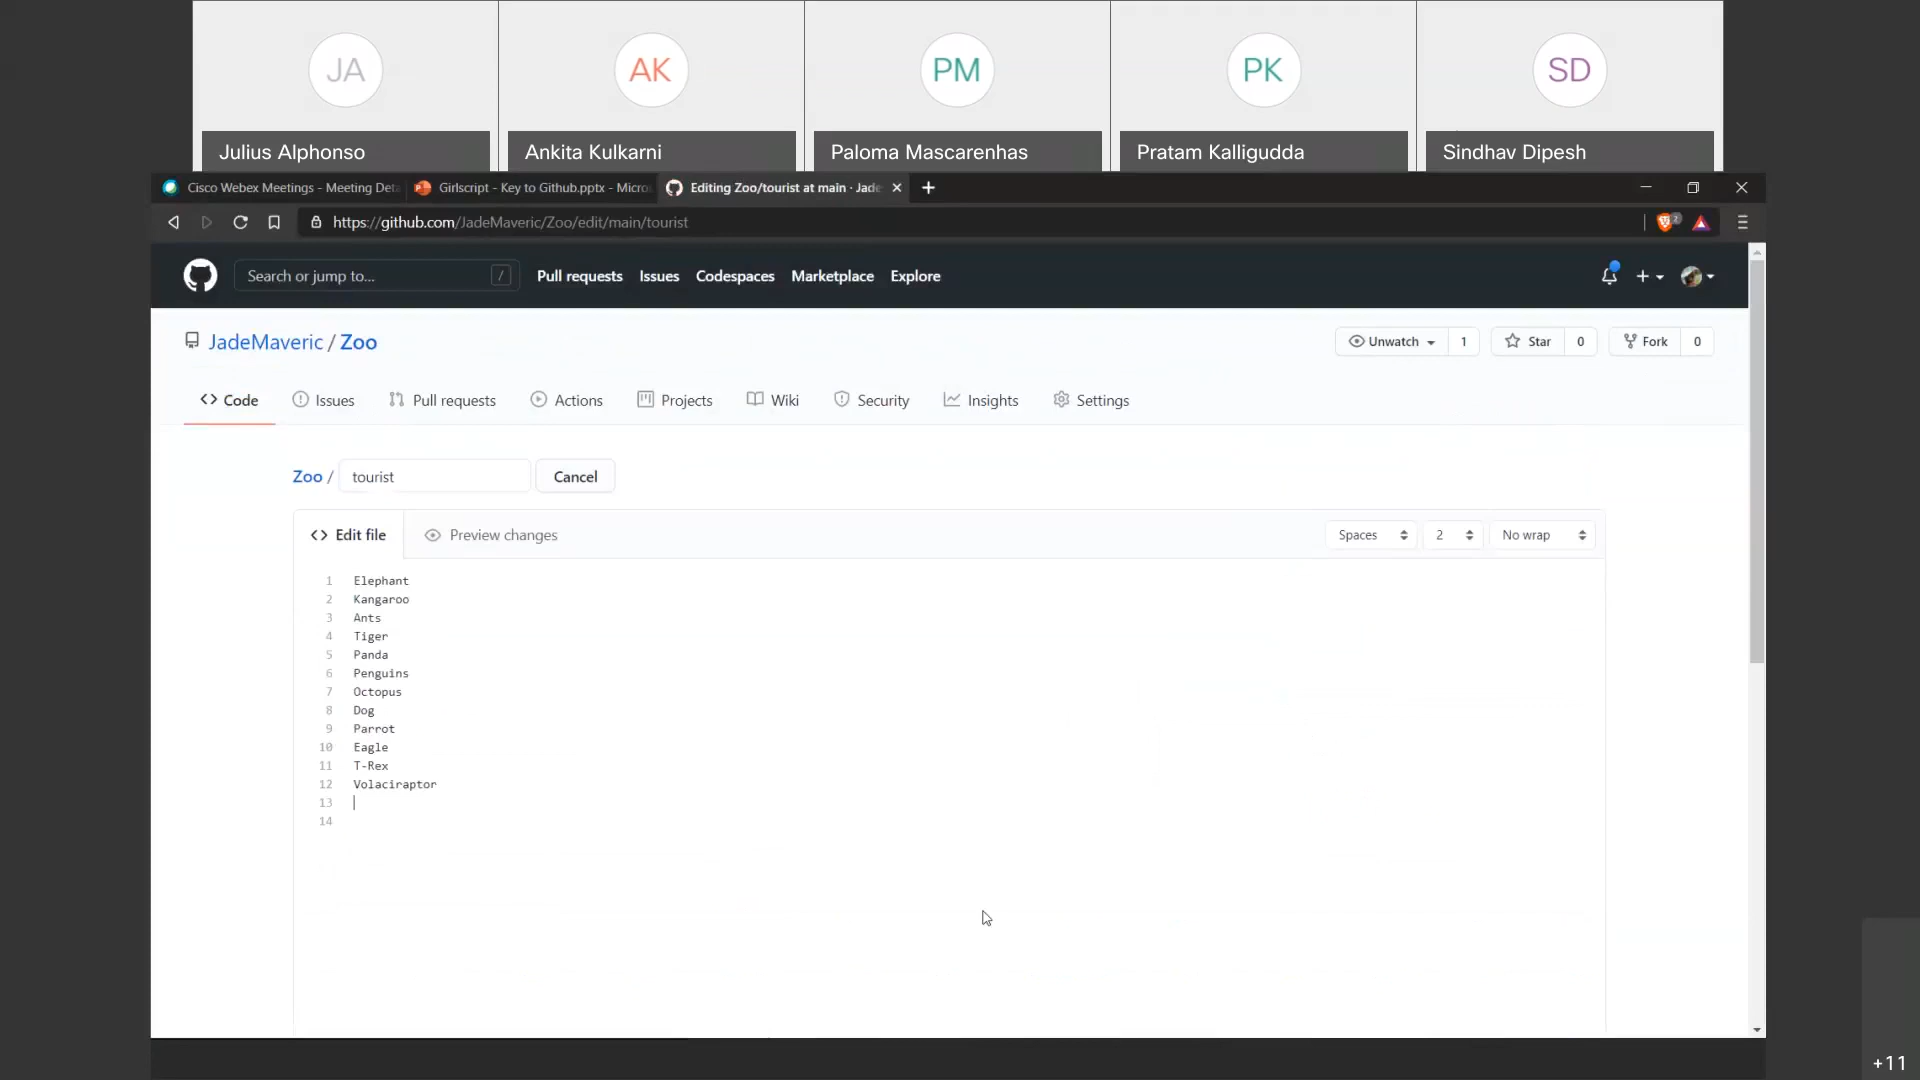 JA
AK
PM
PK
SD
Julius Alphonso
Ankita Kulkarni
Paloma Mascarenhas
Pratam Kalligudda
Sindhav Dipesh
Cisco Webex Meetings - Meeting Deta
Girlscript - Key to Github.pptx - Micro
Editing Zoo/tourist at main · Jade
https://github.com/JadeMaveric/Zoo/edit/main/tourist
2
Search or jump to...
/
Pull requests
Issues
Codespaces
Marketplace
Explore
JadeMaveric / Zoo
Unwatch 1
Star 0
Fork 0
Code
Issues
Pull requests
Actions
Projects
Wiki
Security
Insights
Settings
Zoo / tourist
Cancel
<> Edit file
Preview changes
Spaces
2
No wrap
1 Elephant
2 Kangaroo
3 Ants
4 Tiger
5 Panda
6 Penguins
7 Octopus
8 Dog
9 Parrot
10 Eagle
11 T-Rex
12 Volaciraptor
13
14
+11